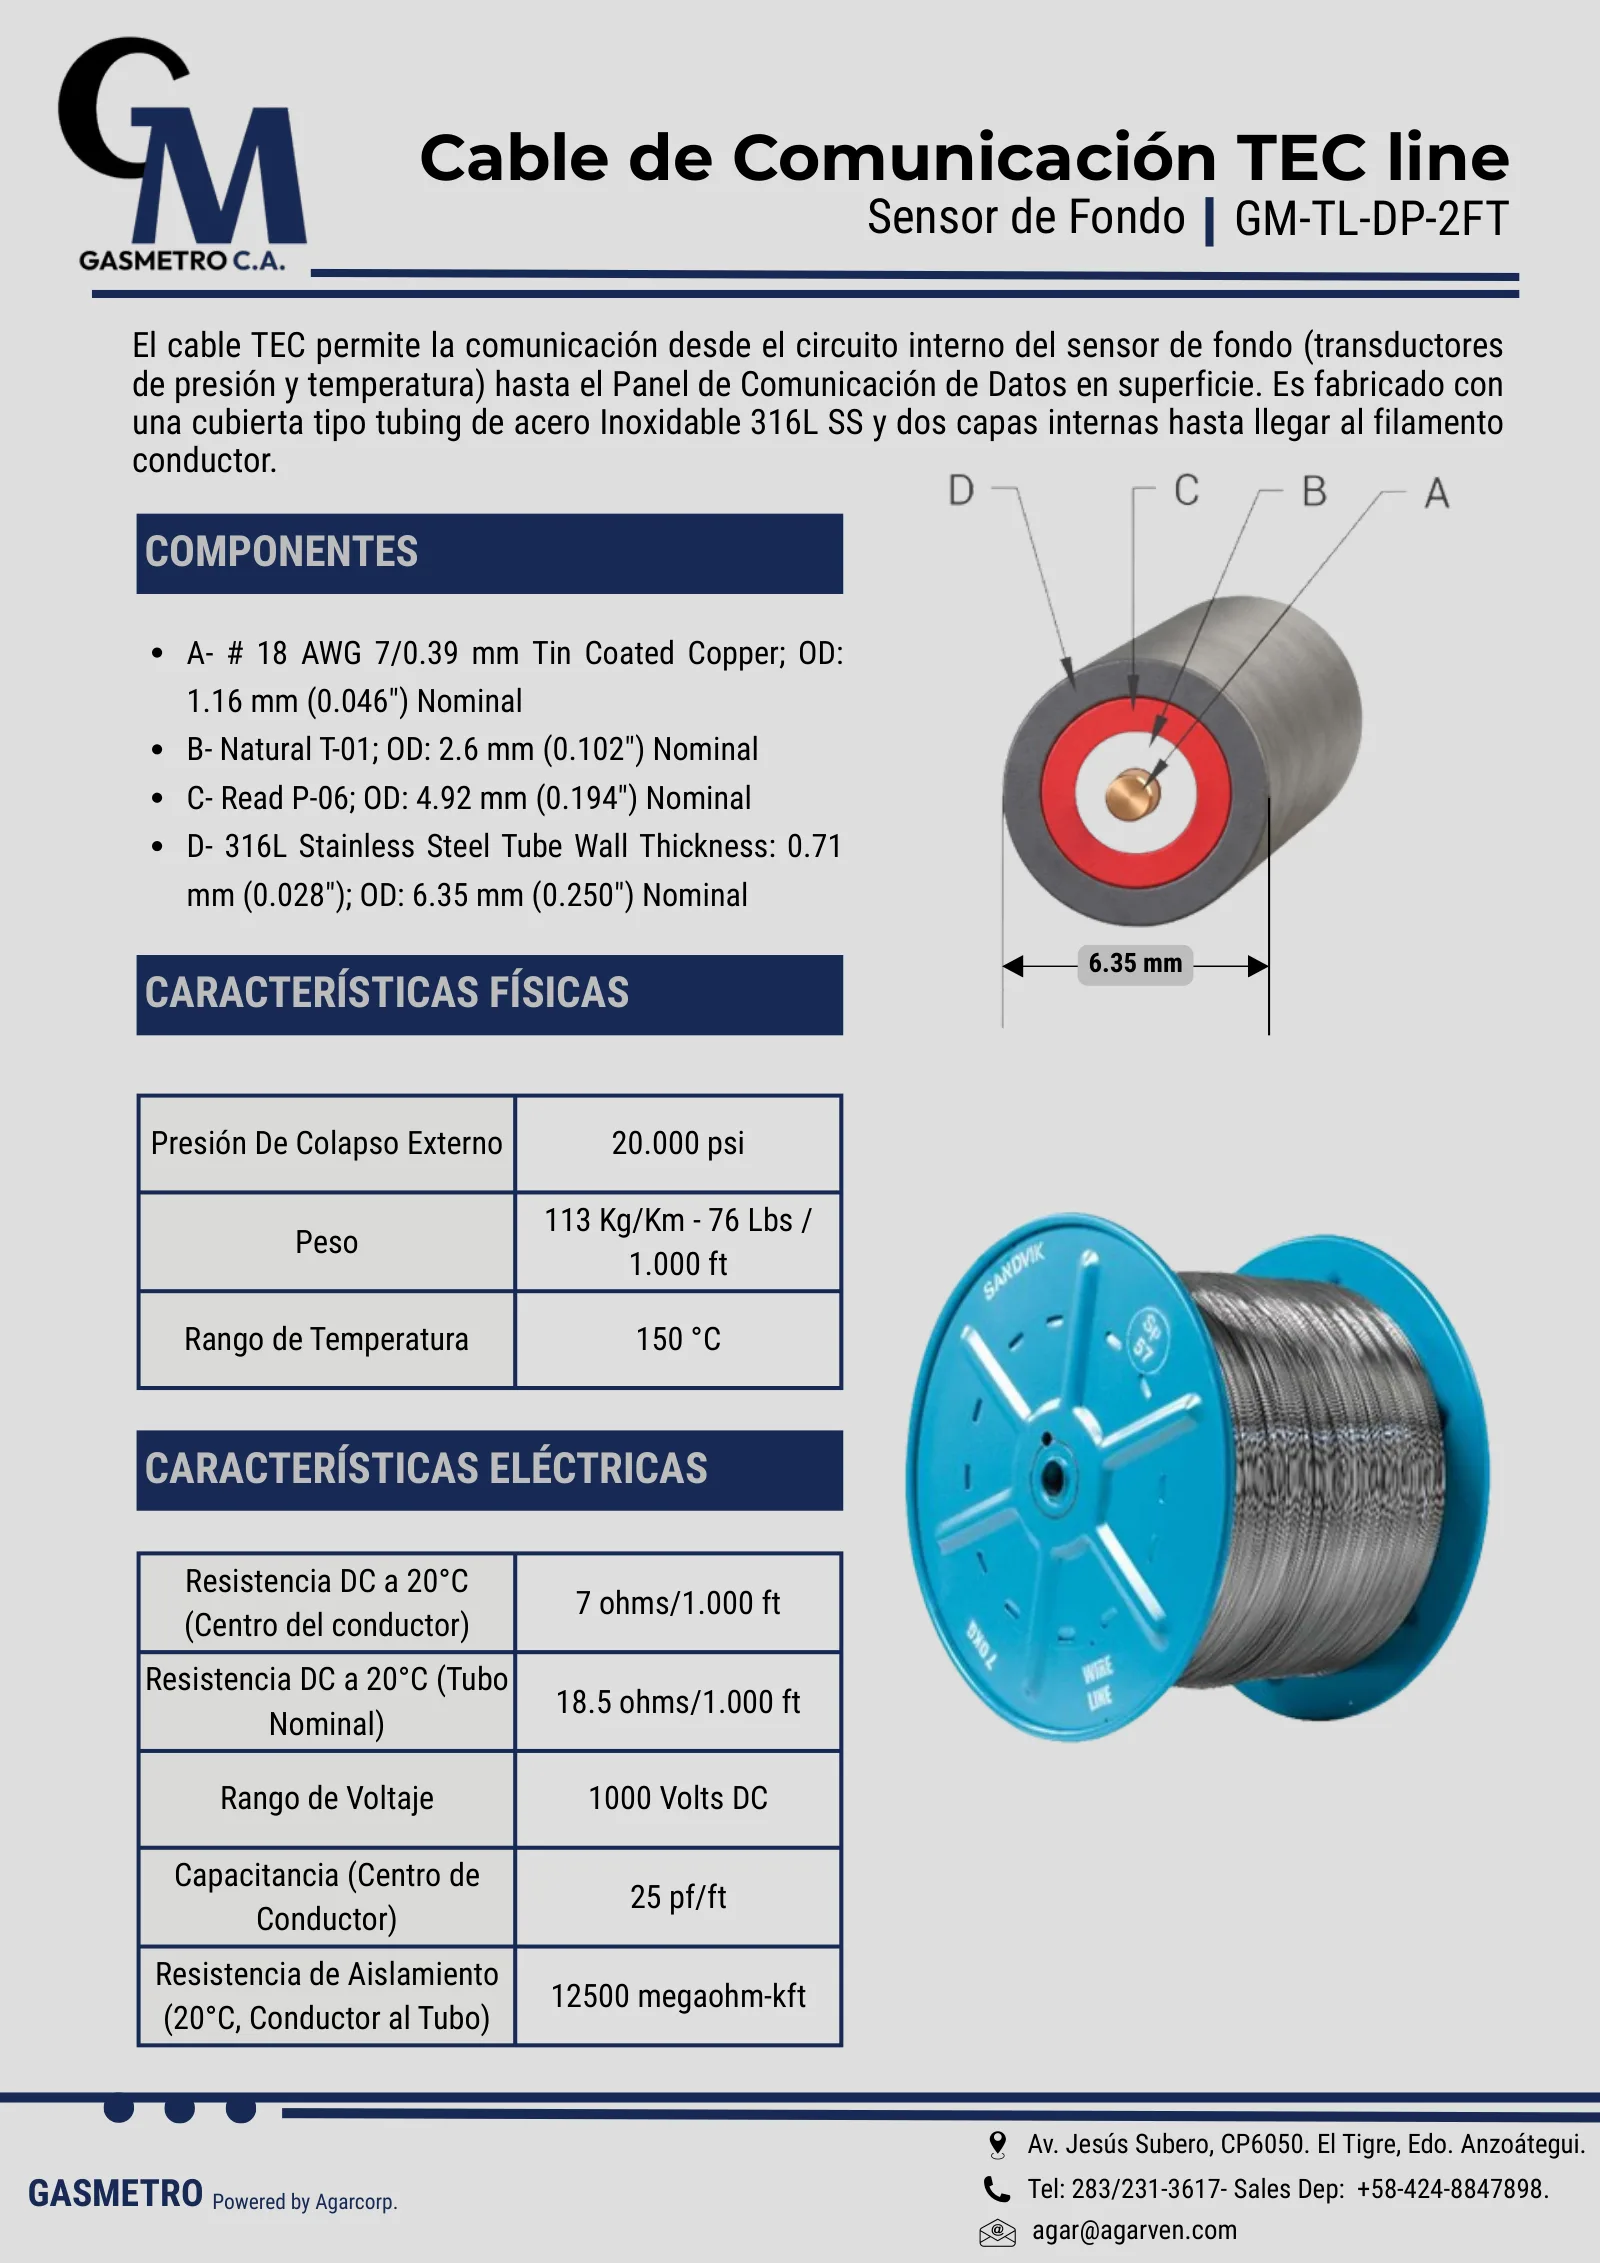 GM
GASMETRO C.A.
Cable de Comunicación TEC line
Sensor de Fondo | GM-TL-DP-2FT
El cable TEC permite la comunicación desde el circuito interno del sensor de fondo (transductores
de presión y temperatura) hasta el Panel de Comunicación de Datos en superficie. Es fabricado con
una cubierta tipo tubing de acero Inoxidable 316L SS y dos capas internas hasta llegar al filamento
conductor.
D C B A
COMPONENTES
• A- # 18 AWG 7/0.39 mm Tin Coated Copper; OD:
1.16 mm (0.046") Nominal
• B- Natural T-01; OD: 2.6 mm (0.102") Nominal
• C- Read P-06; OD: 4.92 mm (0.194") Nominal
• D- 316L Stainless Steel Tube Wall Thickness: 0.71
mm (0.028"); OD: 6.35 mm (0.250") Nominal
6.35 mm
CARACTERÍSTICAS FÍSICAS
Presión De Colapso Externo
20.000 psi
Peso
113 Kg/Km - 76 Lbs /
1.000 ft
Rango de Temperatura
150 °C
SANDVIK
SP
57
70KG
WIRE
LINE
CARACTERÍSTICAS ELÉCTRICAS
Resistencia DC a 20°C
(Centro del conductor)
7 ohms/1.000 ft
Resistencia DC a 20°C (Tubo
Nominal)
18.5 ohms/1.000 ft
Rango de Voltaje
1000 Volts DC
Capacitancia (Centro de
Conductor)
25 pf/ft
Resistencia de Aislamiento
(20°C, Conductor al Tubo)
12500 megaohm-kft
GASMETRO Powered by Agarcorp.
Av. Jesús Subero, CP6050. El Tigre, Edo. Anzoátegui.
Tel: 283/231-3617- Sales Dep: +58-424-8847898.
agar@agarven.com